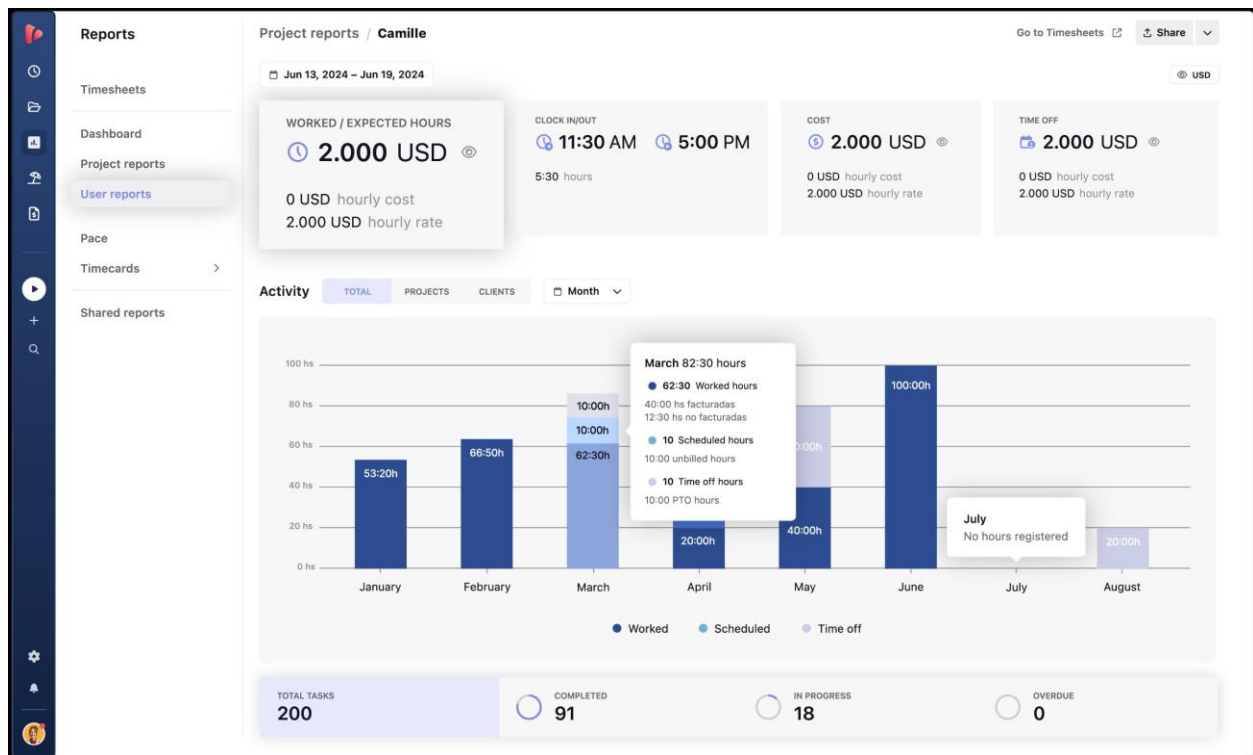 Reports
Timesheets
Dashboard
Project reports
User reports
Pace
Timecards
Shared reports
Project reports / Camille
Go to Timesheets
Share
Jun 13, 2024 – Jun 19, 2024
USD
WORKED / EXPECTED HOURS
2.000 USD
0 USD hourly cost
2.000 USD hourly rate
CLOCK IN/OUT
11:30 AM 5:00 PM
5:30 hours
COST
2.000 USD
0 USD hourly cost
2.000 USD hourly rate
TIME OFF
2.000 USD
0 USD hourly cost
2.000 USD hourly rate
Activity TOTAL PROJECTS CLIENTS Month
100 hs
80 hs
60 hs
40 hs
20 hs
0 hs
53:20h
66:50h
10:00h
10:00h
62:30h
March 82:30 hours
62:30 Worked hours
40:00 hs facturadas
12:30 hs no facturadas
10 Scheduled hours
10:00 unbilled hours
10 Time off hours
10:00 PTO hours
20:00h
40:00h
100:00h
July
No hours registered
20:00h
January February March April May June July August
Worked Scheduled Time off
TOTAL TASKS
200
COMPLETED
91
IN PROGRESS
18
OVERDUE
0